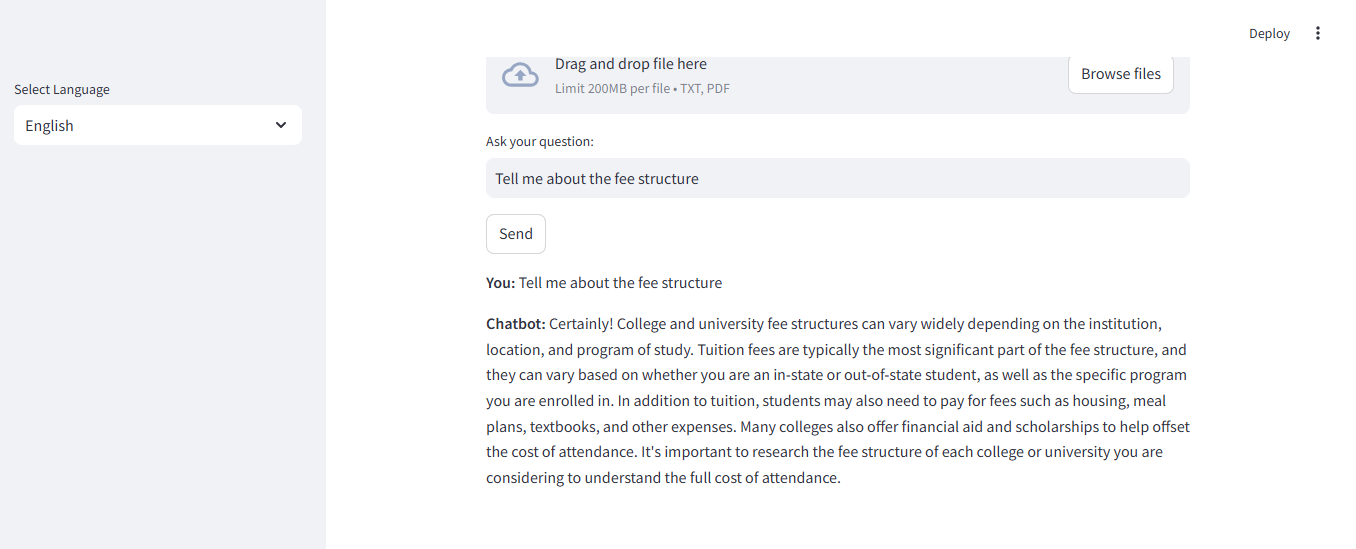 Deploy
Select Language
English
Drag and drop file here
Limit 200MB per file • TXT, PDF
Browse files
Ask your question:
Tell me about the fee structure
Send
You: Tell me about the fee structure
Chatbot: Certainly! College and university fee structures can vary widely depending on the institution,
location, and program of study. Tuition fees are typically the most significant part of the fee structure, and
they can vary based on whether you are an in-state or out-of-state student, as well as the specific program
you are enrolled in. In addition to tuition, students may also need to pay for fees such as housing, meal
plans, textbooks, and other expenses. Many colleges also offer financial aid and scholarships to help offset
the cost of attendance. It's important to research the fee structure of each college or university you are
considering to understand the full cost of attendance.